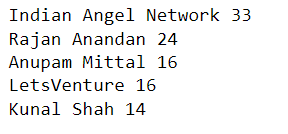 Indian Angel Network 33
Rajan Anandan 24
Anupam Mittal 16
LetsVenture 16
Kunal Shah 14